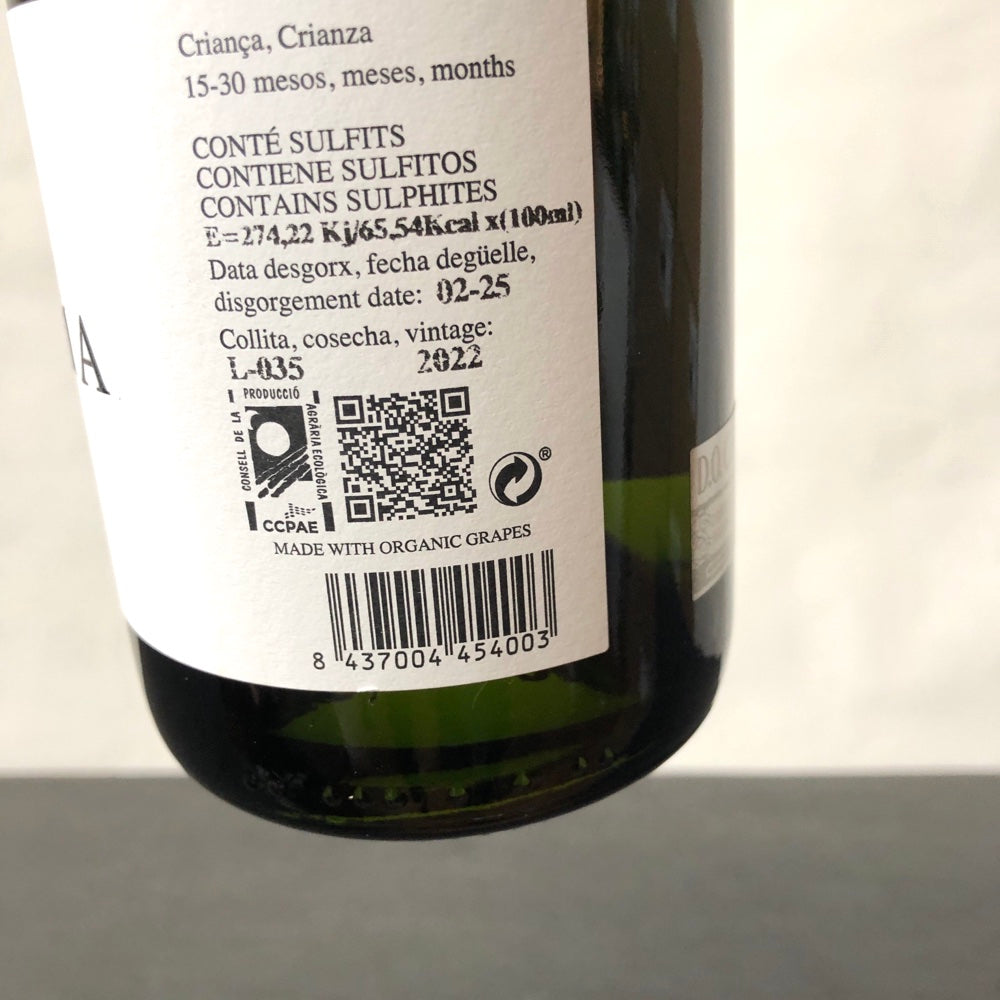 Criança, Crianza
15-30 mesos, meses, months
CONTÉ SULFITS
CONTIENE SULFITOS
CONTAINS SULPHITES
E=274,22 Kj/65,54Kcal x(100ml)
Data desgorx, fecha degüelle,
disgorgement date: 02-25
Collita, cosecha, vintage:
L-035 2022
CONSELL DE LA PRODUCCIÓ AGRÀRIA ECOLÒGICA
CCPAE
®
MADE WITH ORGANIC GRAPES
8 437004 454003
A
D.O.